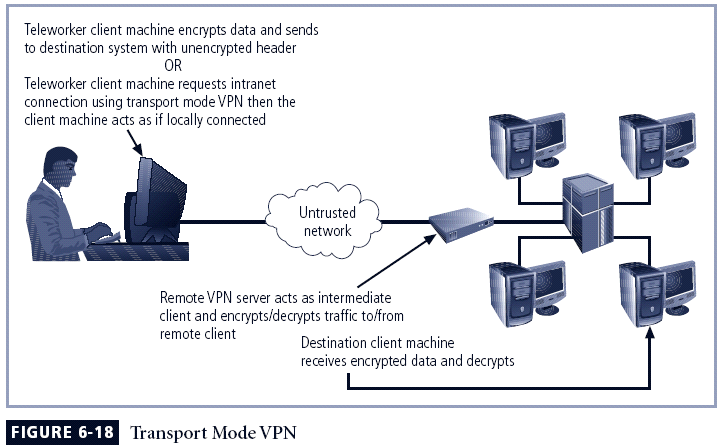 Teleworker client machine encrypts data and sends
to destination system with unencrypted header
OR
Teleworker client machine requests intranet
connection using transport mode VPN then the
client machine acts as if locally connected
Untrusted
network
Remote VPN server acts as intermediate
client and encrypts/decrypts traffic to/from
remote client
Destination client machine
receives encrypted data and decrypts
FIGURE 6-18 Transport Mode VPN